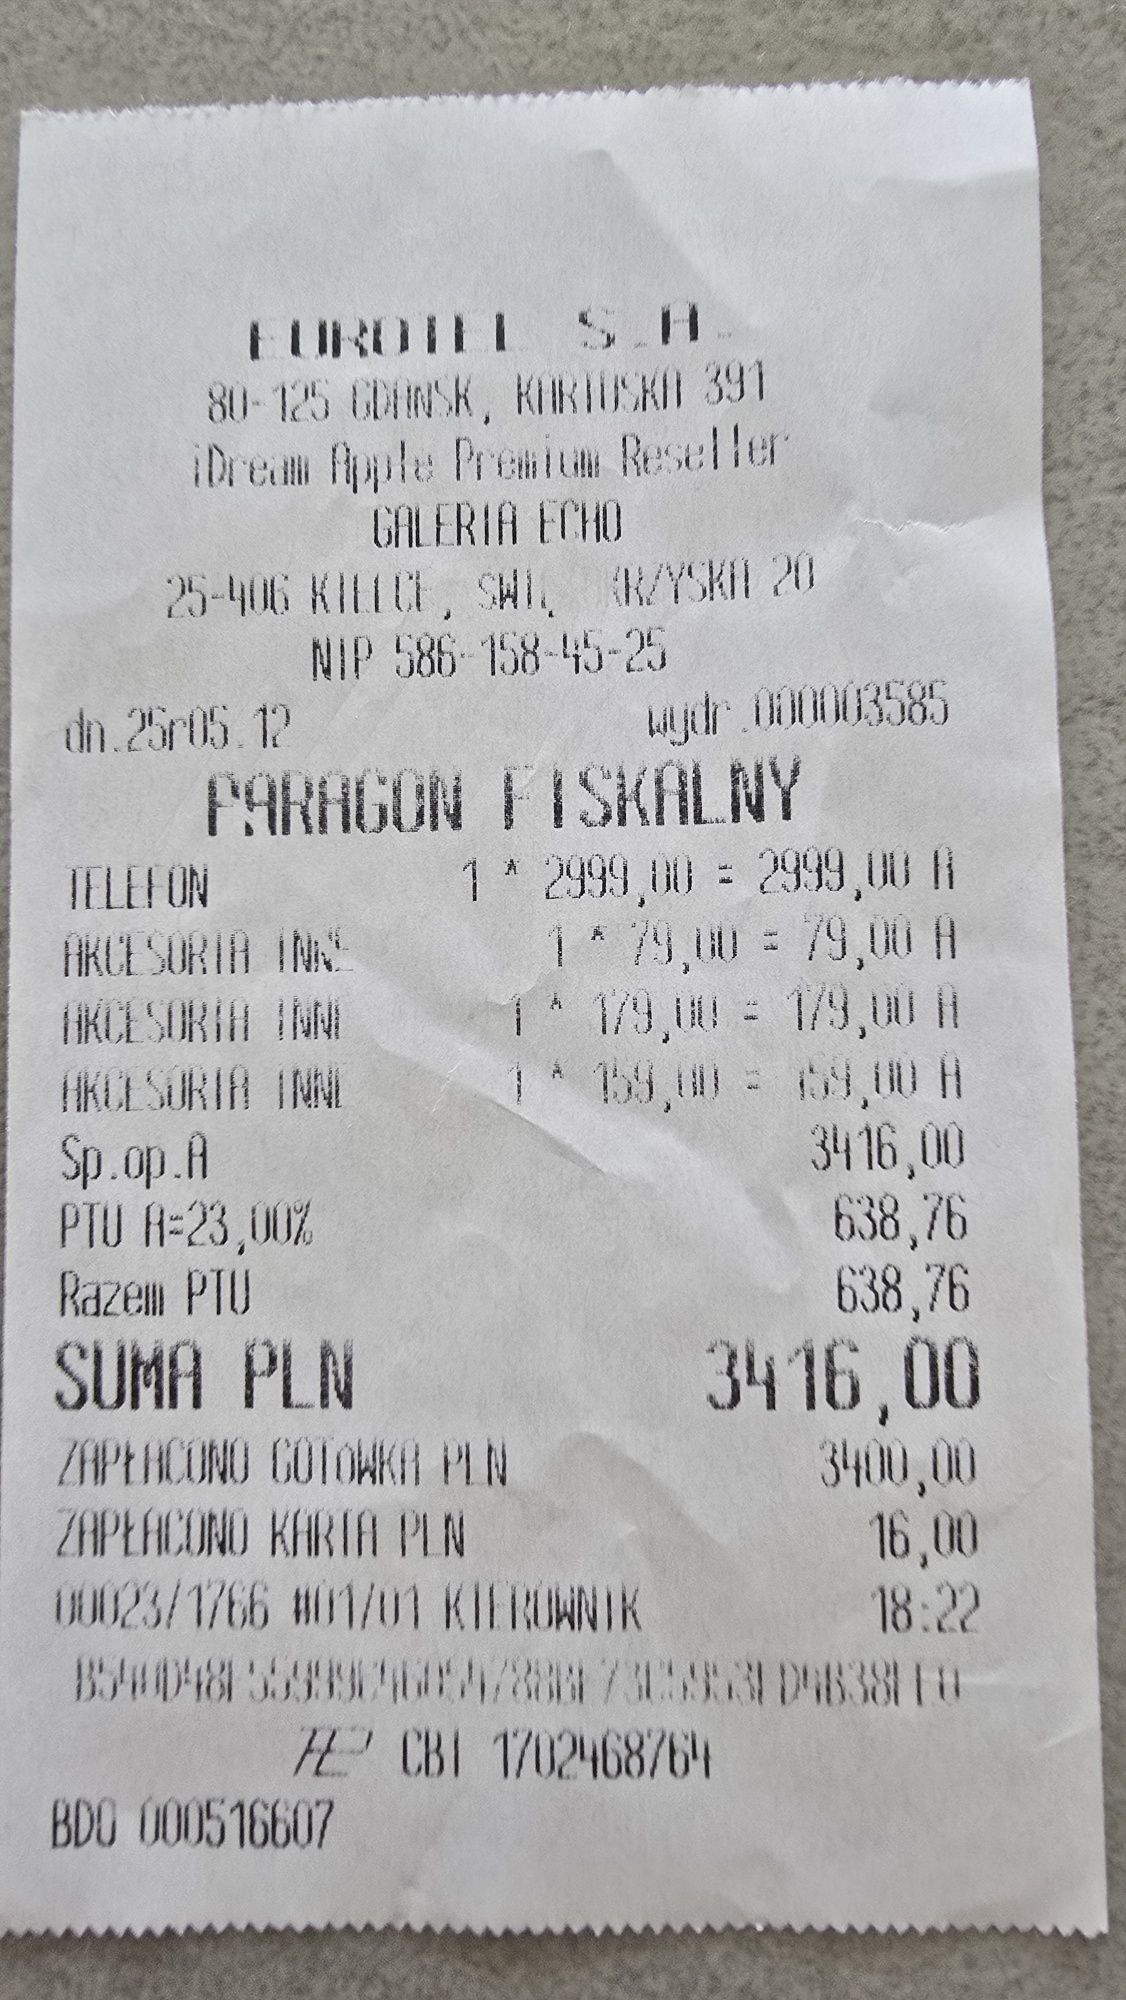 EUROTEL S.A.
80-125 GDAŃSK, KARTUSKA 391
iDream Apple Premium Reseller
GALERIA ECHO
25-406 KIELCE, 20
NIP 586-158-45-25
dn.25r05.12 wydr.000003585
PARAGON FISKALNY
TELEFON 1 * 2999,00 = 2999,00 A
AKCESORIA INNE 1 * 79,00 = 79,00 A
AKCESORIA INNE 1 * 179,00 = 179,00 A
AKCESORIA INNE 1 * 159,00 = 159,00 A
Sp.op.A 3416,00
PTU A=23,00% 638,76
Razem PTU 638,76
SUMA PLN 3416,00
ZAPŁACONO GOTÓWKA PLN 3400,00
ZAPŁACONO KARTA PLN 16,00
00023/1766 #01/01 KIEROWNIK 18:22
CBI 1702468764
BDO 000516607